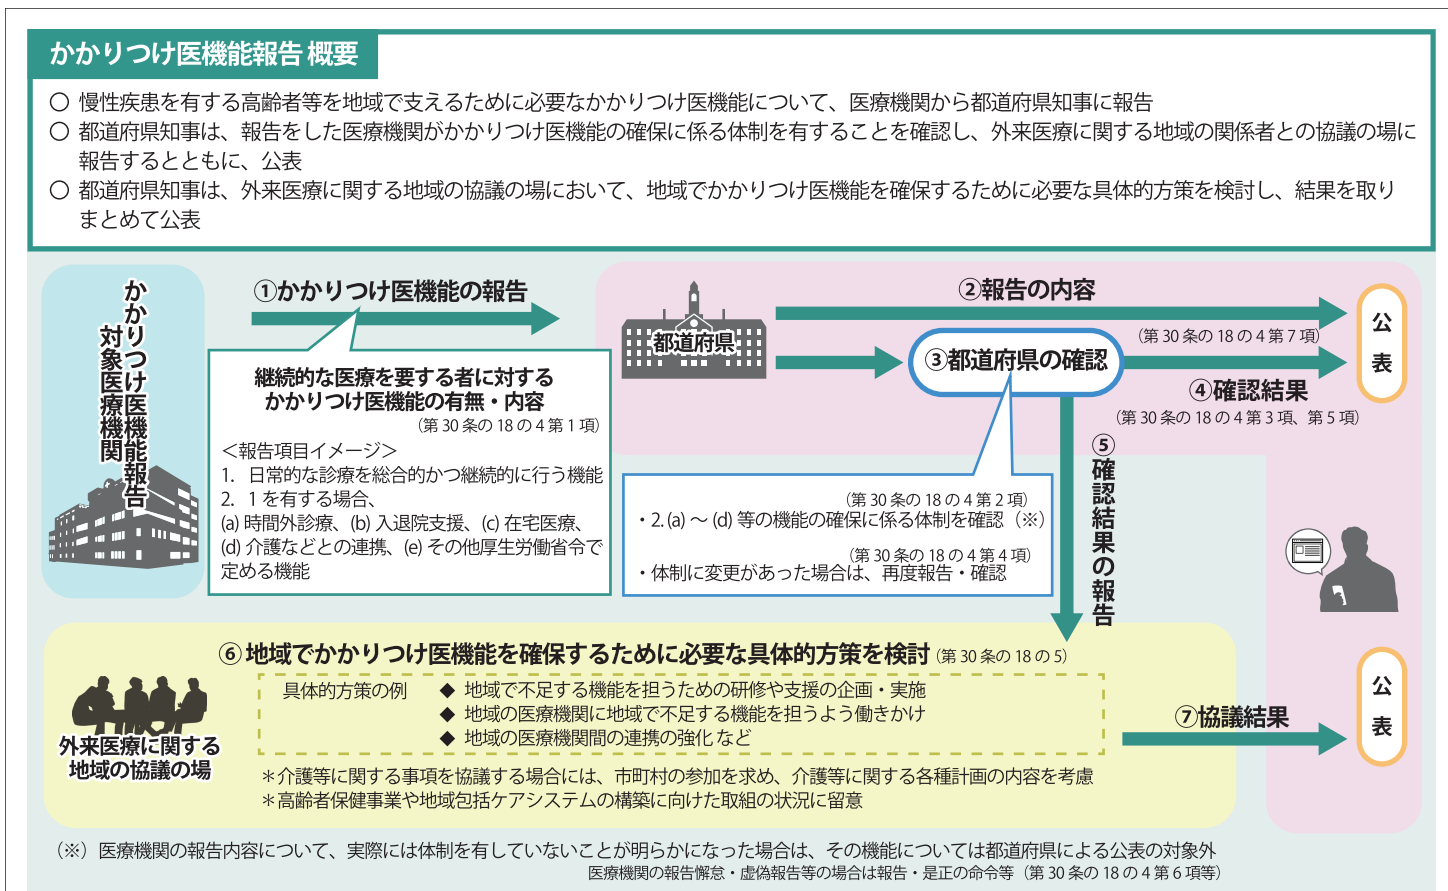 かかりつけ医機能報告 概要
○ 慢性疾患を有する高齢者等を地域で支えるために必要なかかりつけ医機能について、医療機関から都道府県知事に報告
○ 都道府県知事は、報告をした医療機関がかかりつけ医機能の確保に係る体制を有することを確認し、外来医療に関する地域の関係者との協議の場に
報告するとともに、公表
○ 都道府県知事は、外来医療に関する地域の協議の場において、地域でかかりつけ医機能を確保するために必要な具体的方策を検討し、結果を取り
まとめて公表
かかりつけ医機能報告
対象医療機関
①かかりつけ医機能の報告
継続的な医療を要する者に対する
かかりつけ医機能の有無・内容
(第 30 条の 18 の 4 第 1 項)
＜報告項目イメージ＞
1. 日常的な診療を総合的かつ継続的に行う機能
2. 1 を有する場合、
(a) 時間外診療、(b) 入退院支援、(c) 在宅医療、
(d) 介護などとの連携、(e) その他厚生労働省令で
定める機能
都道府県
②報告の内容
(第 30 条の 18 の 4 第 7 項)
③都道府県の確認
④確認結果
(第 30 条の 18 の 4 第 3 項、第 5 項)
公表
(第 30 条の 18 の 4 第 2 項)
・2. (a) ～ (d) 等の機能の確保に係る体制を確認（※）
(第 30 条の 18 の 4 第 4 項)
・体制に変更があった場合は、再度報告・確認
⑤確認結果の報告
⑥地域でかかりつけ医機能を確保するために必要な具体的方策を検討 (第 30 条の 18 の 5)
具体的方策の例
◆ 地域で不足する機能を担うための研修や支援の企画・実施
◆ 地域の医療機関に地域で不足する機能を担うよう働きかけ
◆ 地域の医療機関間の連携の強化 など
外来医療に関する
地域の協議の場
＊介護等に関する事項を協議する場合には、市町村の参加を求め、介護等に関する各種計画の内容を考慮
＊高齢者保健事業や地域包括ケアシステムの構築に向けた取組の状況に留意
⑦協議結果
公表
（※）医療機関の報告内容について、実際には体制を有していないことが明らかになった場合は、その機能については都道府県による公表の対象外
医療機関の報告懈怠・虚偽報告等の場合は報告・是正の命令等（第 30 条の 18 の 4 第 6 項等）